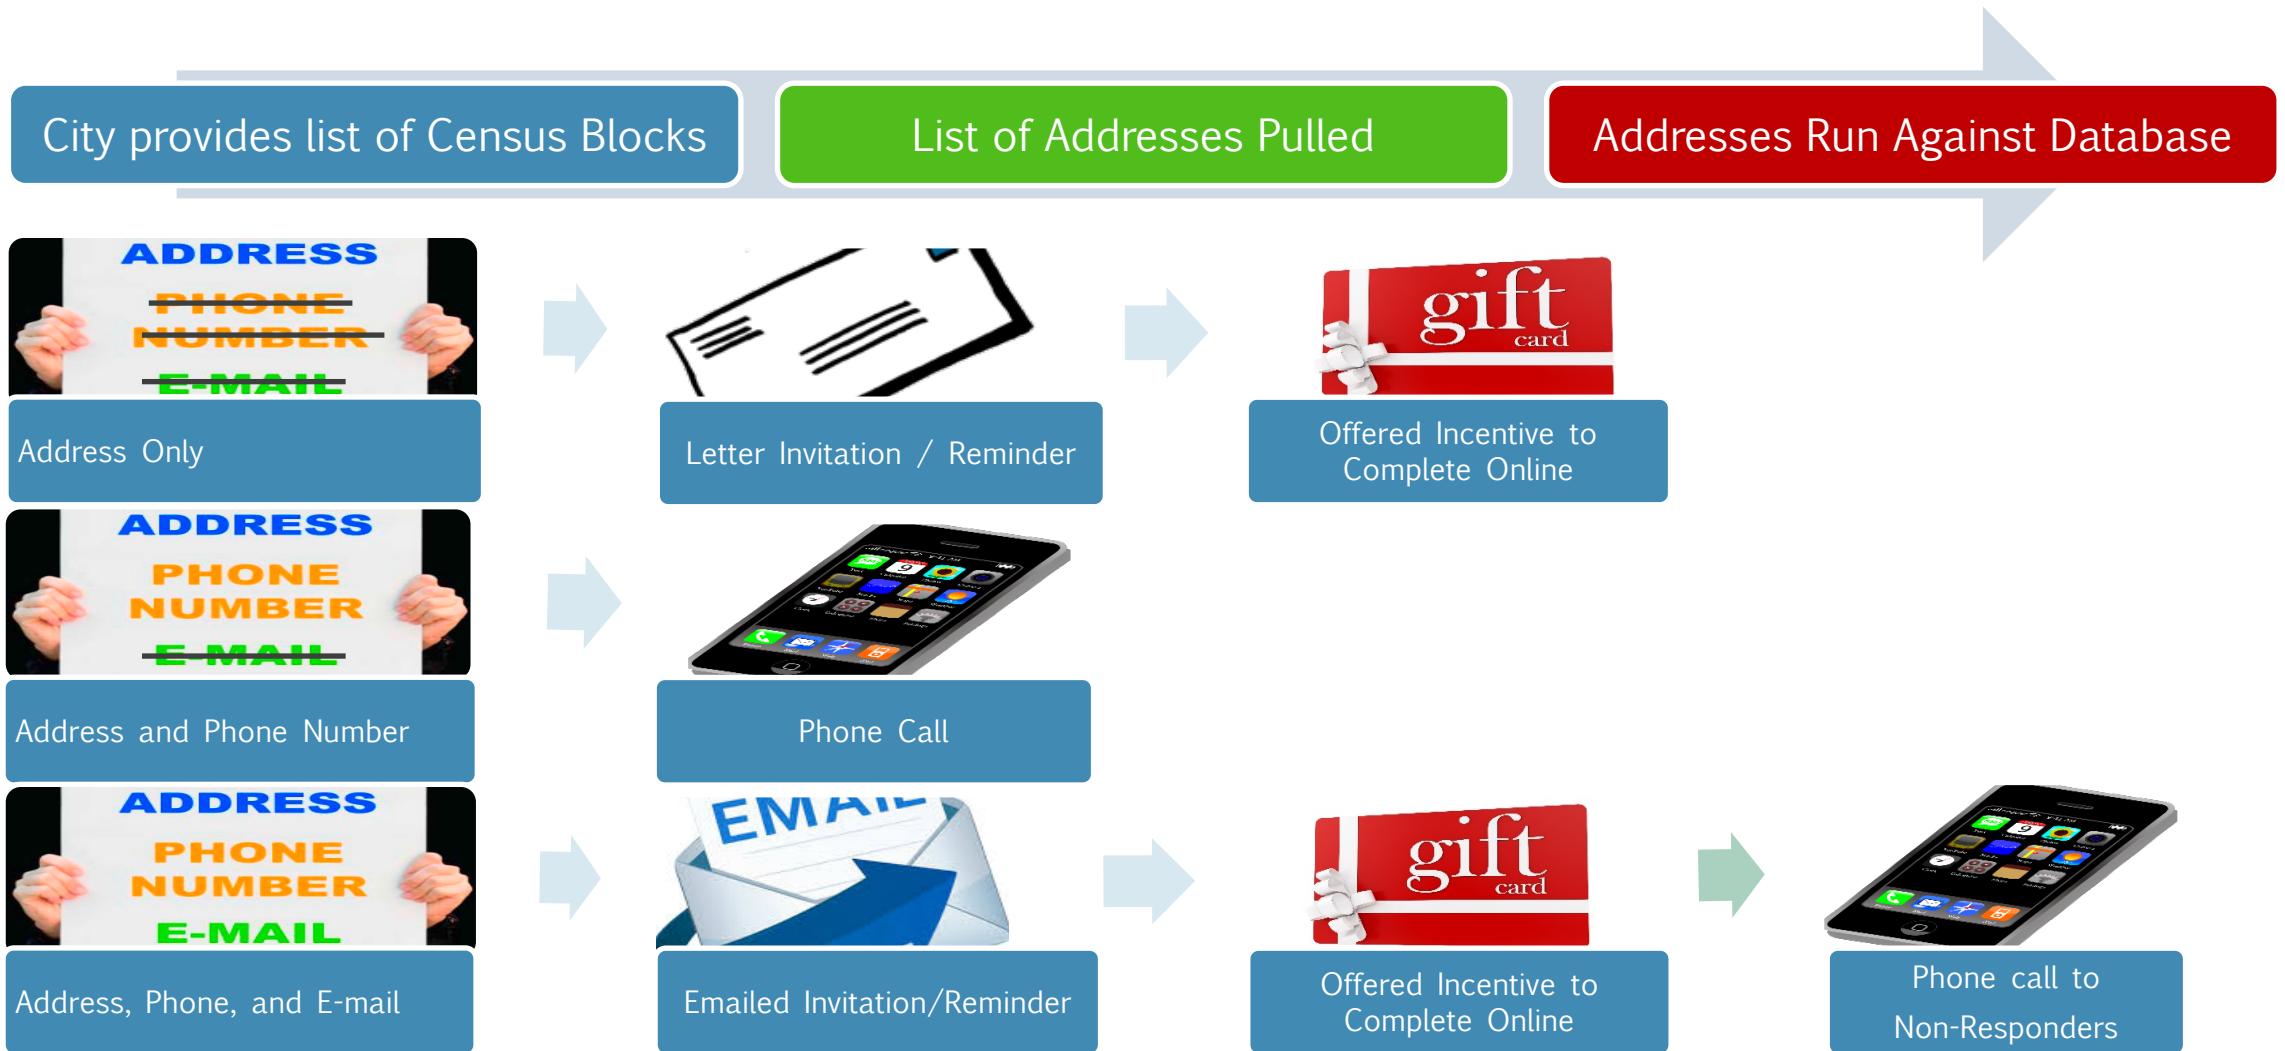 City provides list of Census Blocks
List of Addresses Pulled
Addresses Run Against Database
ADDRESS
PHONE
NUMBER
E-MAIL
Address Only
Letter Invitation / Reminder
gift
card
Offered Incentive to
Complete Online
ADDRESS
PHONE
NUMBER
E-MAIL
Address and Phone Number
9
Phone Call
ADDRESS
PHONE
NUMBER
E-MAIL
Address, Phone, and E-mail
EMAIL
Emailed Invitation/Reminder
gift
card
Offered Incentive to
Complete Online
9
Phone call to
Non-Responders